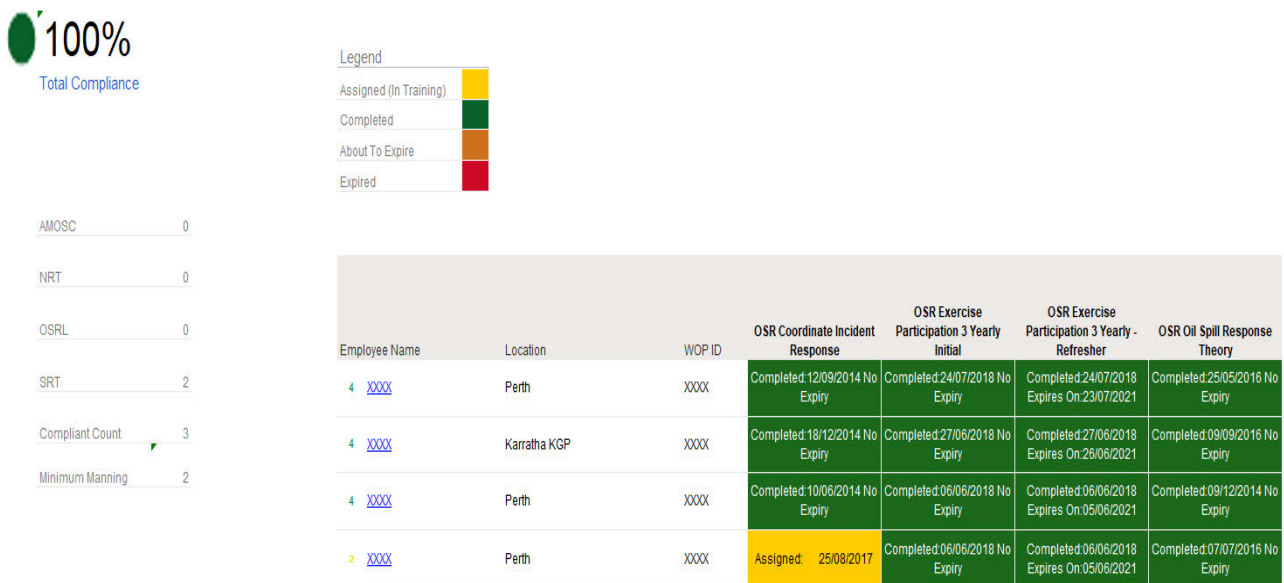 100%
Total Compliance
Legend
Assigned (In Training)
Completed
About To Expire
Expired
AMOSC 0
NRT 0
OSRL 0
SRT 2
Compliant Count 3
Minimum Manning 2
OSR Exercise OSR Exercise
OSR Coordinate Incident Participation 3 Yearly Participation 3 Yearly - OSR Oil Spill Response
Employee Name Location WOP ID Response Initial Refresher Theory
Completed:12/09/2014 No Completed:24/07/2018 No Completed:24/07/2018 Completed:25/05/2016 No
4 XXXX Perth XXXX Expiry Expiry Expires On:23/07/2021 Expiry
Completed:18/12/2014 No Completed:27/06/2018 No Completed:27/06/2018 Completed:09/09/2016 No
4 XXXX Karratha KGP XXXX Expiry Expiry Expires On:26/06/2021 Expiry
Completed:10/06/2014 No Completed:06/06/2018 No Completed:06/06/2018 Completed:09/12/2014 No
4 XXXX Perth XXXX Expiry Expiry Expires On:05/06/2021 Expiry
Completed:06/06/2018 No Completed:06/06/2018 Completed:07/07/2016 No
2 XXXX Perth XXXX Assigned: 25/08/2017 Expiry Expires On:05/06/2021 Expiry